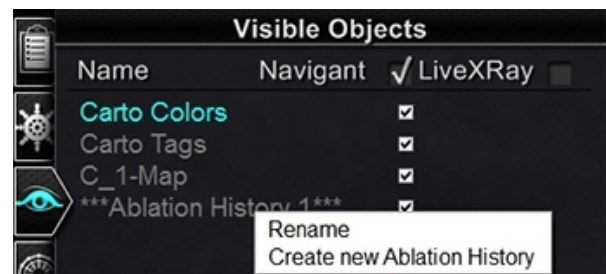 Visible Objects
Name Navigant LiveXRay
Carto Colors
Carto Tags
C_1-Map
***Ablation History 1***
Rename
Create new Ablation History